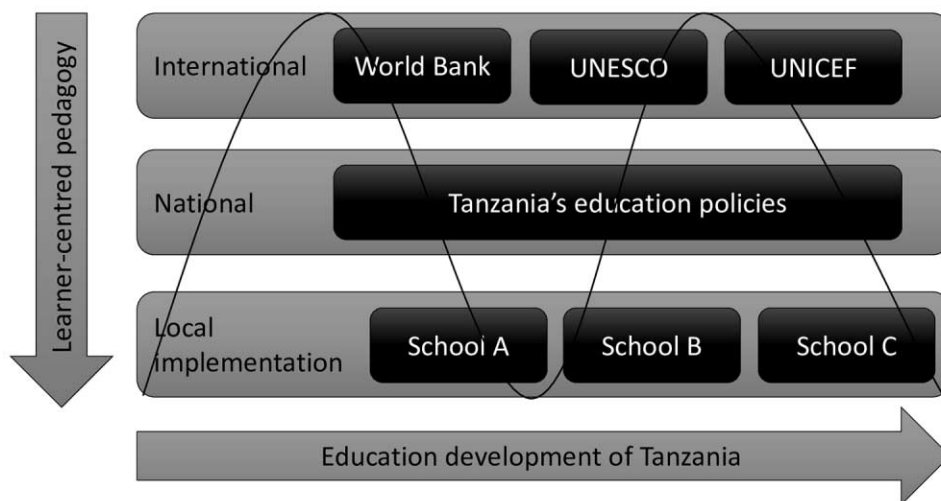 Learner-centred pedagogy
International
World Bank
UNESCO
UNICEF
National
Tanzania’s education policies
Local
implementation
School A
School B
School C
Education development of Tanzania